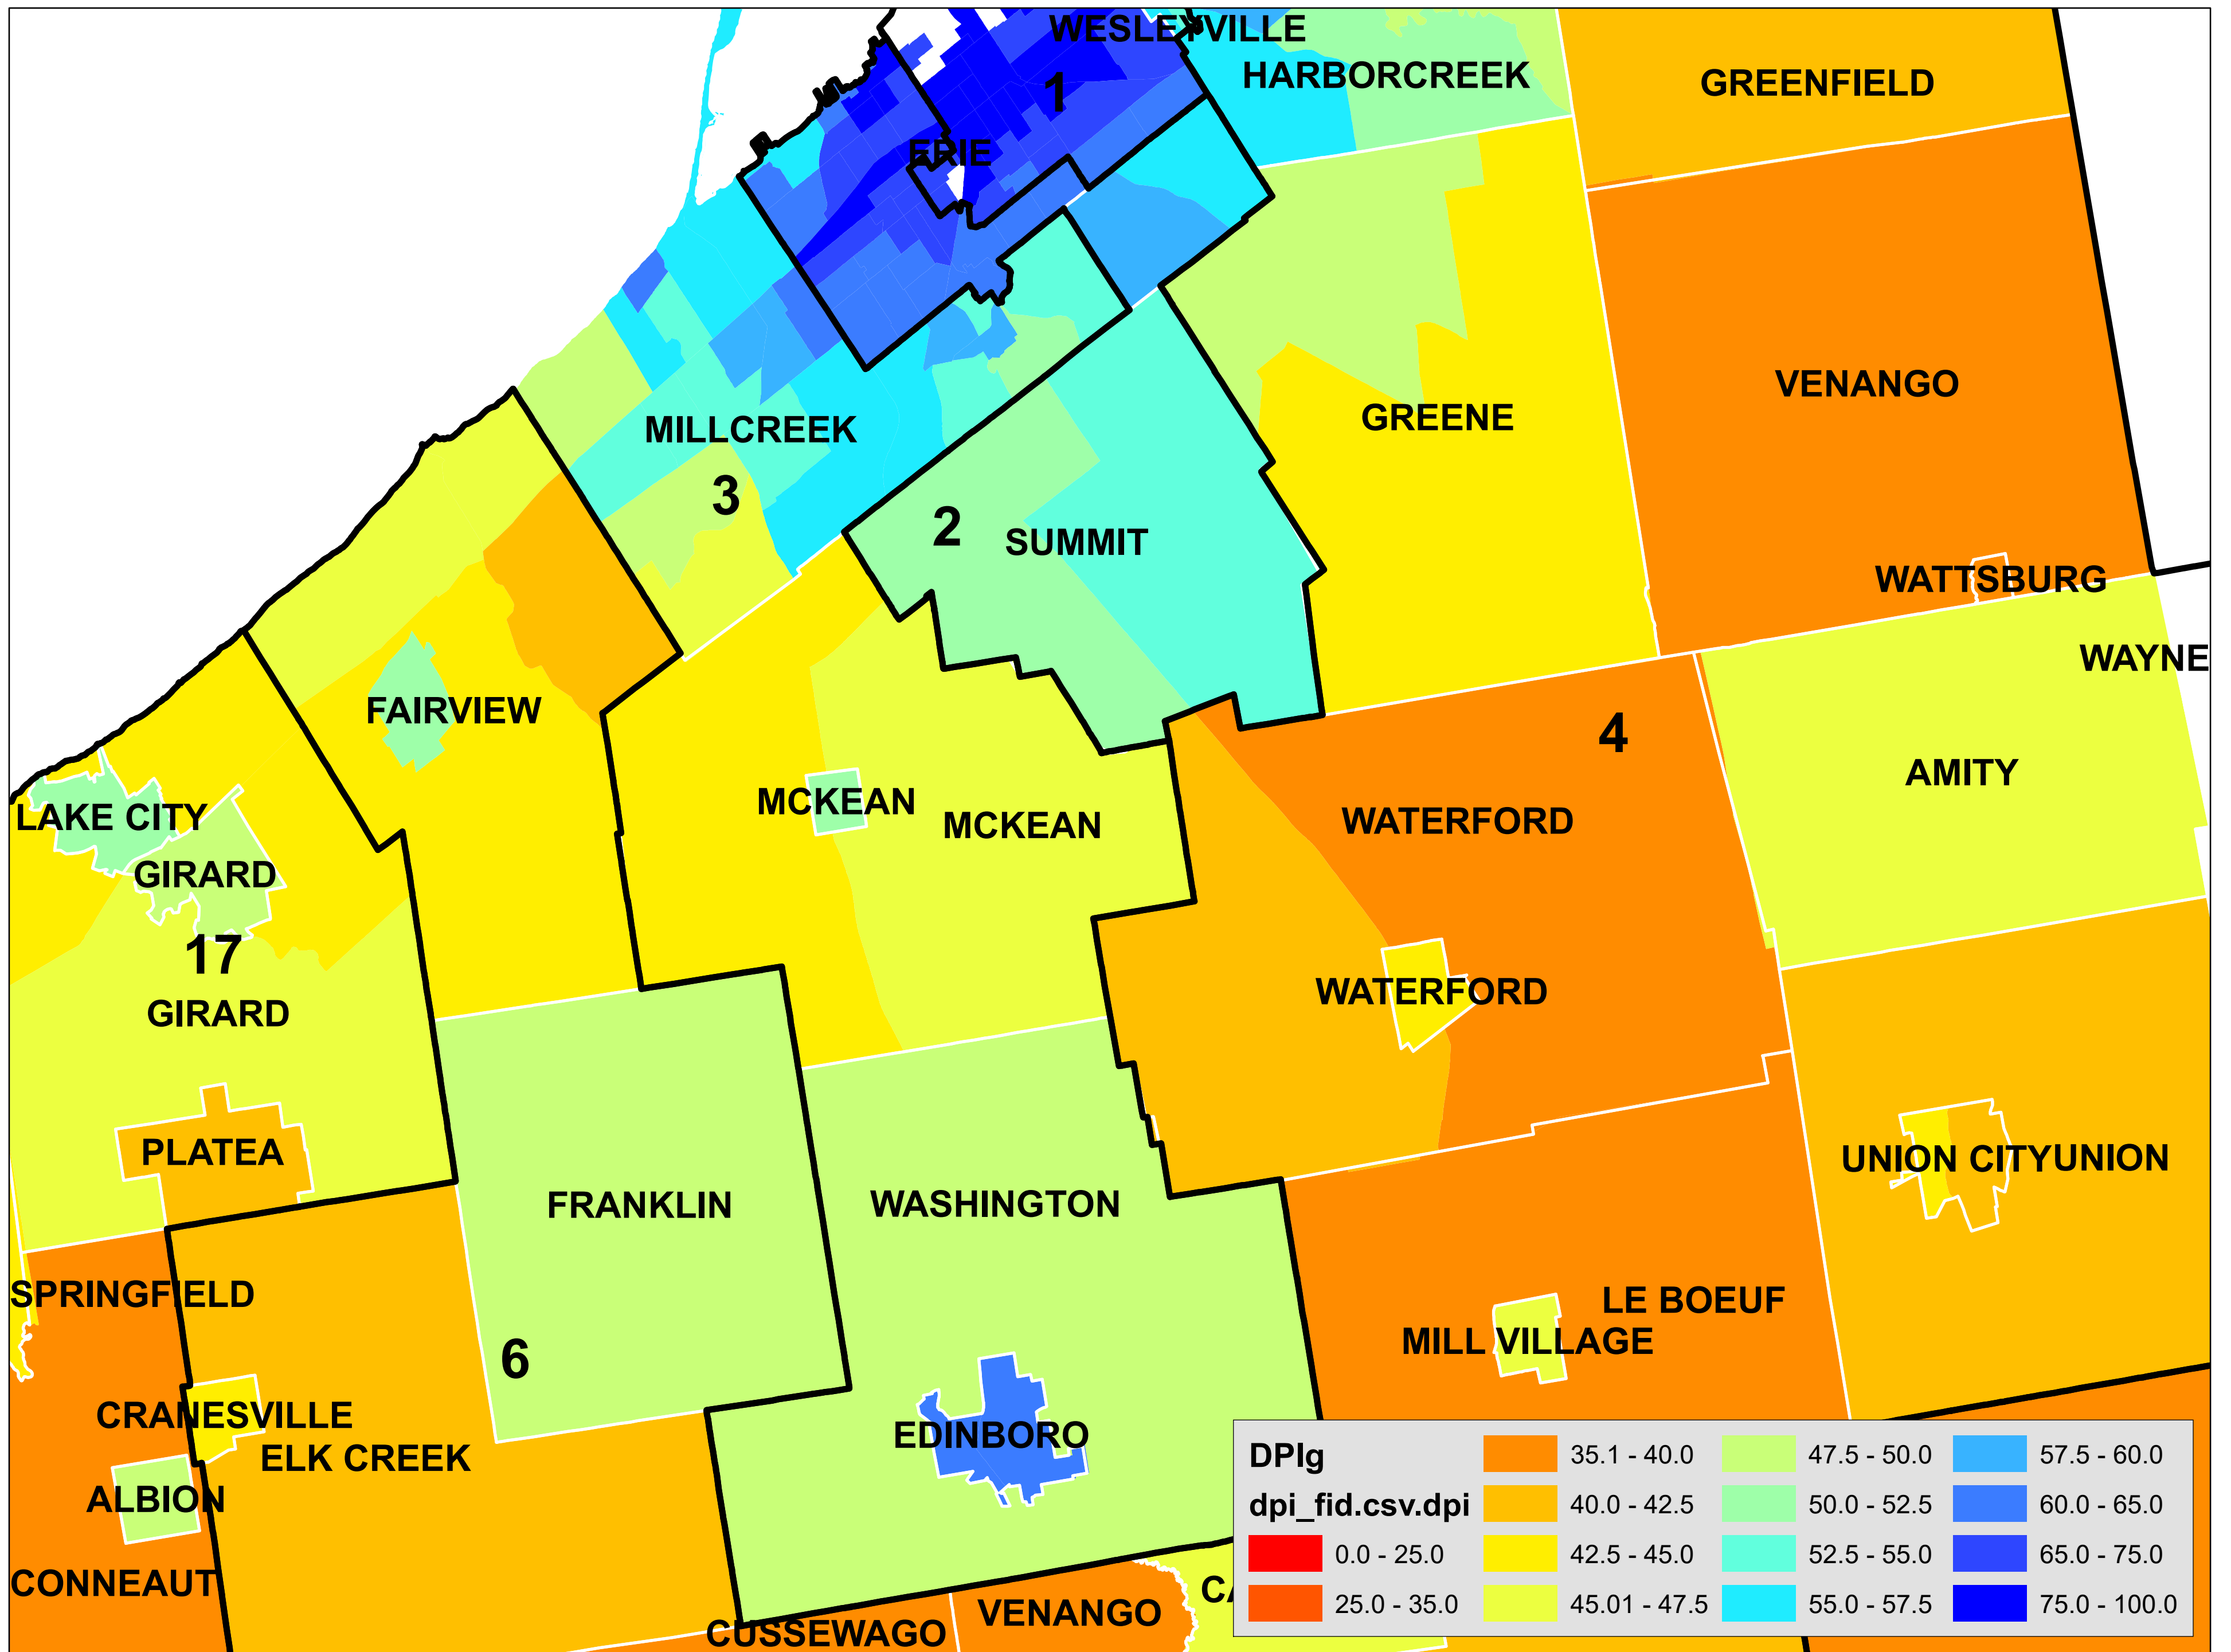 WESLEYVILLE
HARBORCREEK
GREENFIELD
1
ERIE
VENANGO
MILLCREEK
GREENE
3
2
SUMMIT
WATTSBURG
WAYNE
FAIRVIEW
4
AMITY
LAKE CITY
MCKEAN
MCKEAN
WATERFORD
GIRARD
17
WATERFORD
GIRARD
PLATEA
UNION CITY
UNION
FRANKLIN
WASHINGTON
SPRINGFIELD
LE BOEUF
6
MILL VILLAGE
CRANESVILLE
EDINBORO
ELK CREEK
ALBION
CONNEAUT
CUSSEWAGO
VENANGO
CA
DPIg
dpi_fid.csv.dpi
0.0 - 25.0
25.0 - 35.0
35.1 - 40.0
40.0 - 42.5
42.5 - 45.0
45.01 - 47.5
47.5 - 50.0
50.0 - 52.5
52.5 - 55.0
55.0 - 57.5
57.5 - 60.0
60.0 - 65.0
65.0 - 75.0
75.0 - 100.0